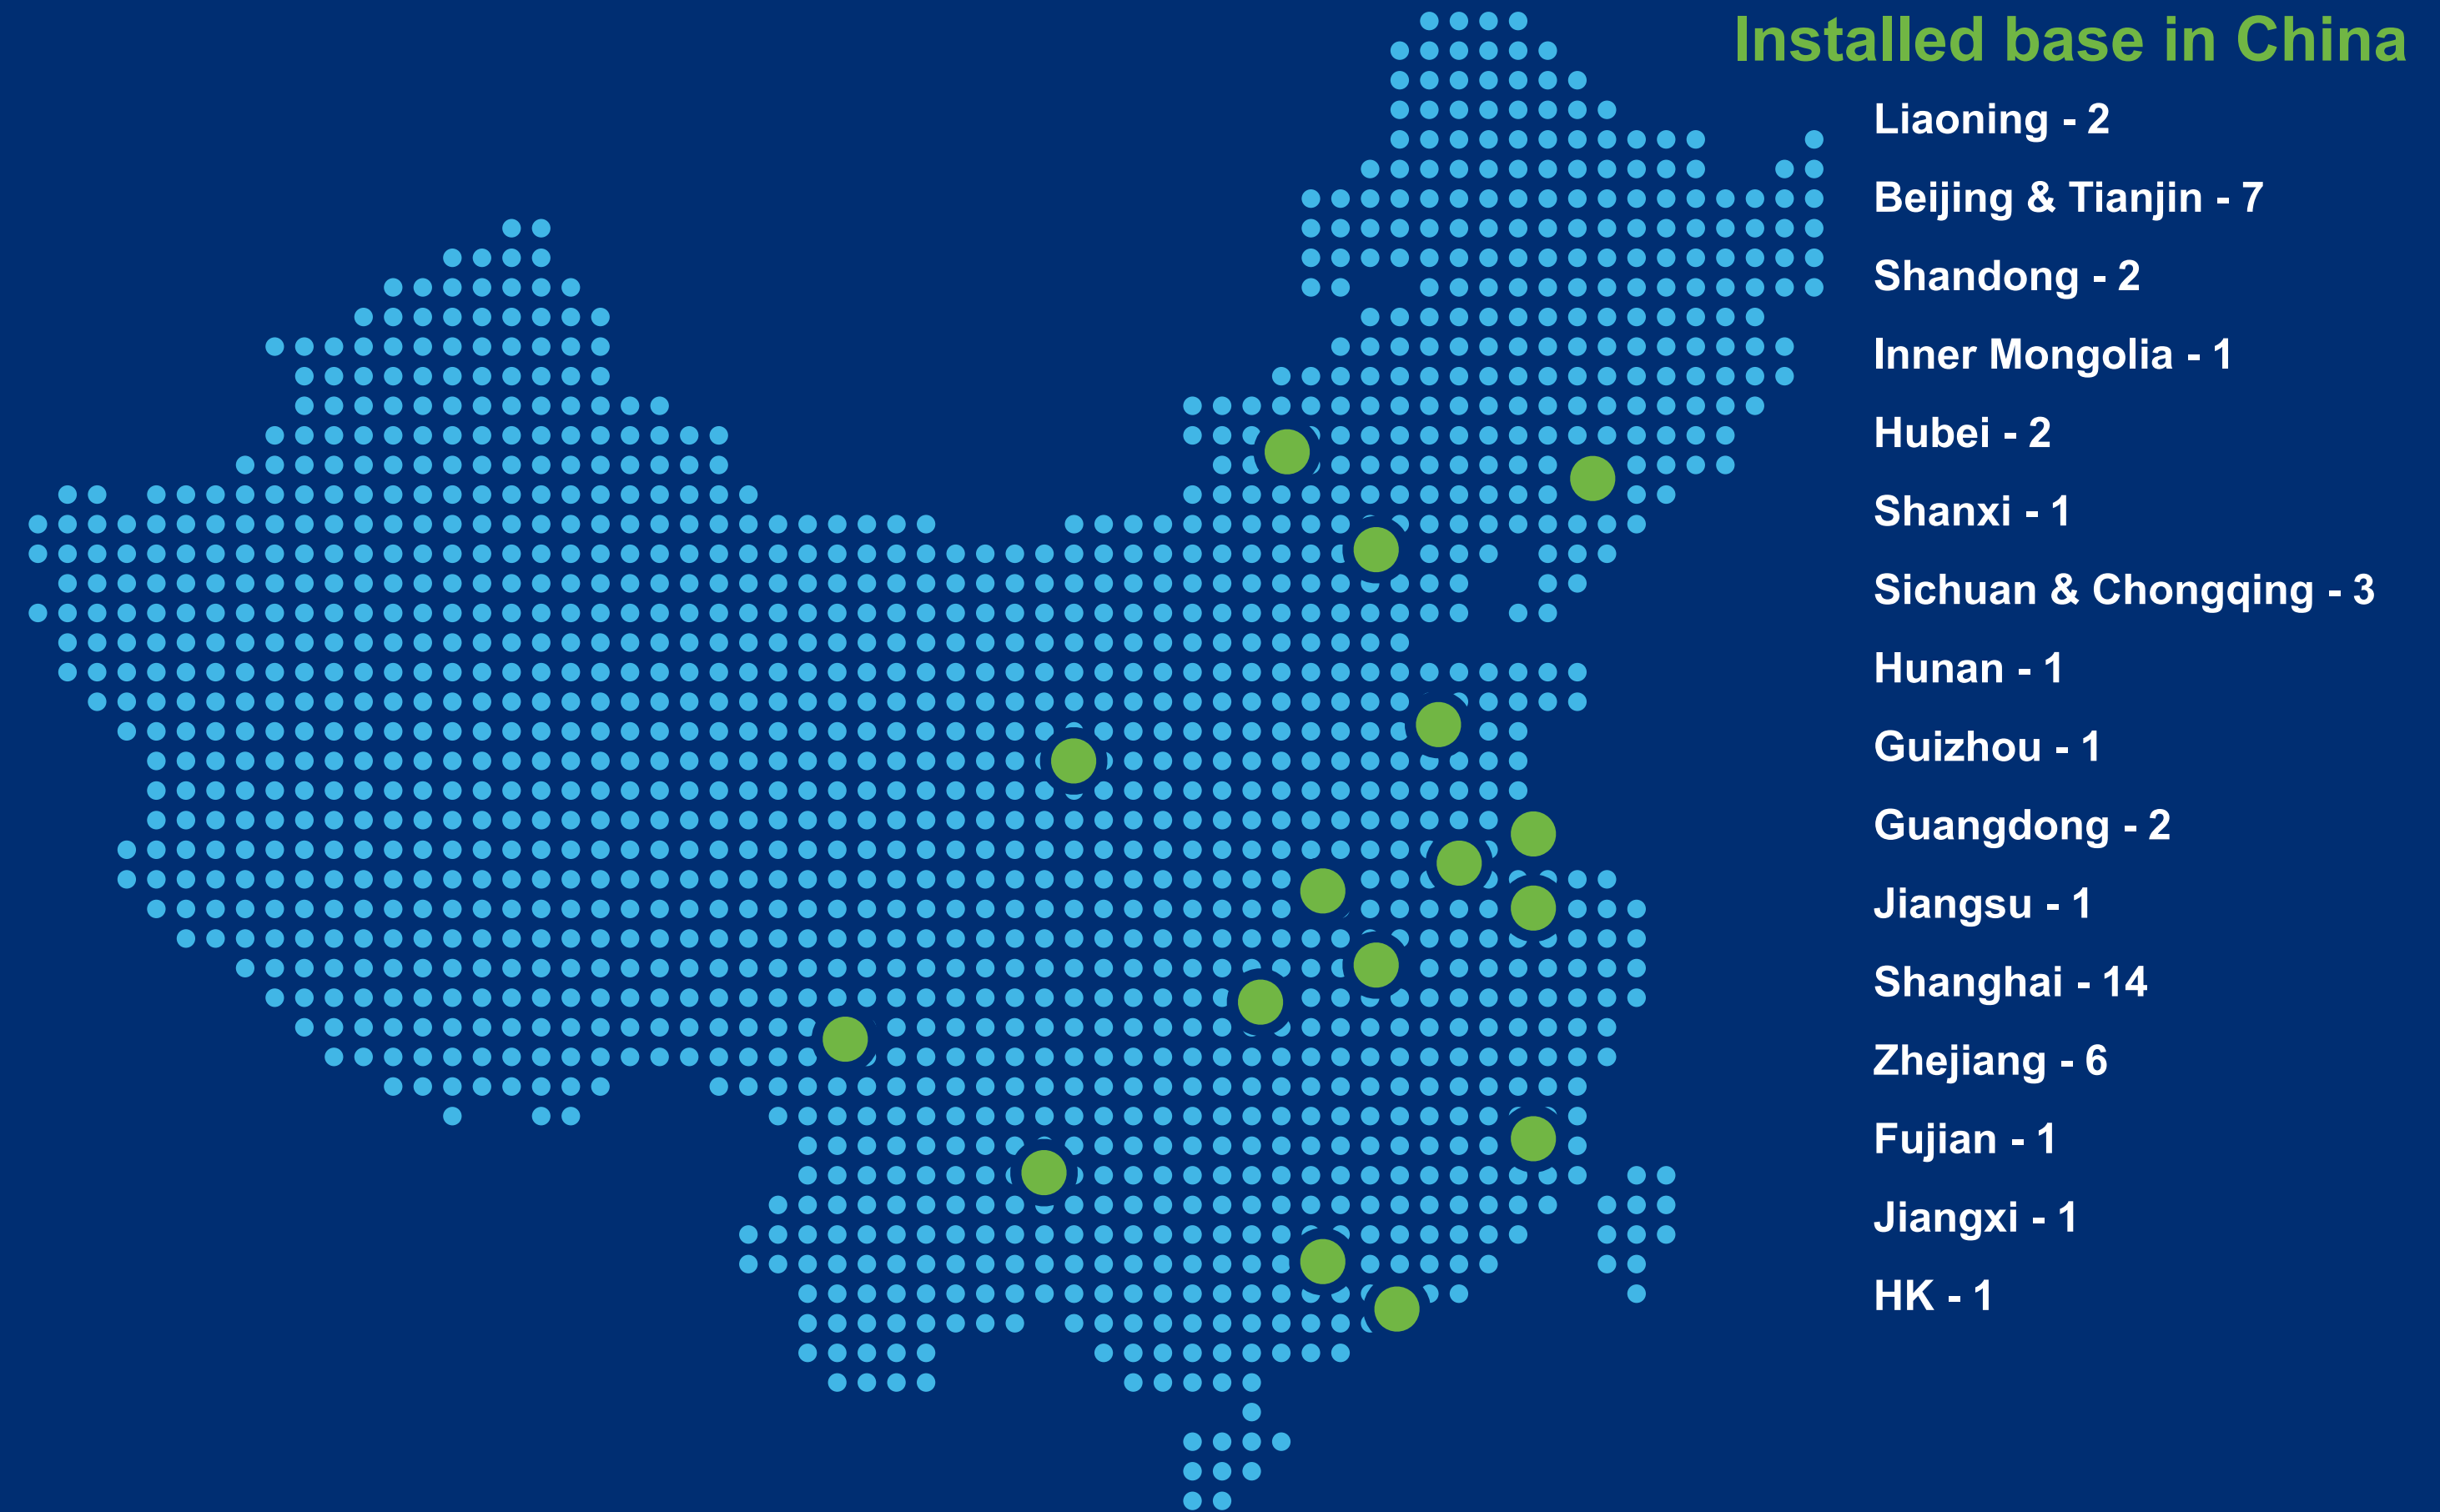 Installed base in China
Liaoning - 2
Beijing & Tianjin - 7
Shandong - 2
Inner Mongolia - 1
Hubei - 2
Shanxi - 1
Sichuan & Chongqing - 3
Hunan - 1
Guizhou - 1
Guangdong - 2
Jiangsu - 1
Shanghai - 14
Zhejiang - 6
Fujian - 1
Jiangxi - 1
HK - 1